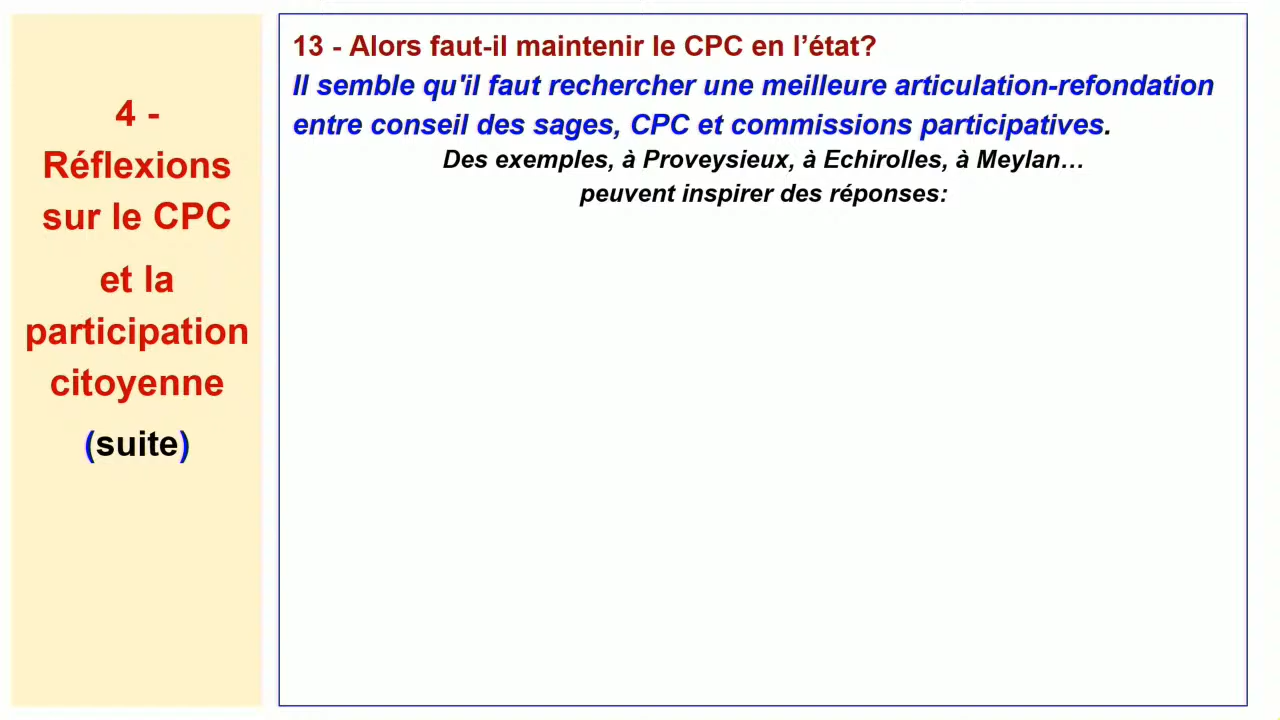 4 -
Réflexions
sur le CPC
et la
participation
citoyenne
(suite)
13 - Alors faut-il maintenir le CPC en l’état?
Il semble qu'il faut rechercher une meilleure articulation-refondation
entre conseil des sages, CPC et commissions participatives.
Des exemples, à Proveysieux, à Echirolles, à Meylan…
peuvent inspirer des réponses: